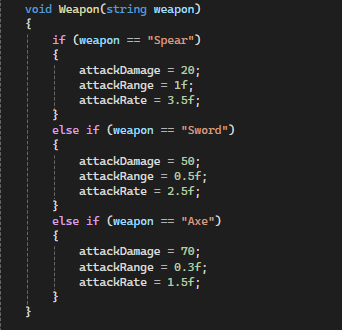 void Weapon(string weapon)
{
    if (weapon == "Spear")
    {
        attackDamage = 20;
        attackRange = 1f;
        attackRate = 3.5f;
    }
    else if (weapon == "Sword")
    {
        attackDamage = 50;
        attackRange = 0.5f;
        attackRate = 2.5f;
    }
    else if (weapon == "Axe")
    {
        attackDamage = 70;
        attackRange = 0.3f;
        attackRate = 1.5f;
    }
}